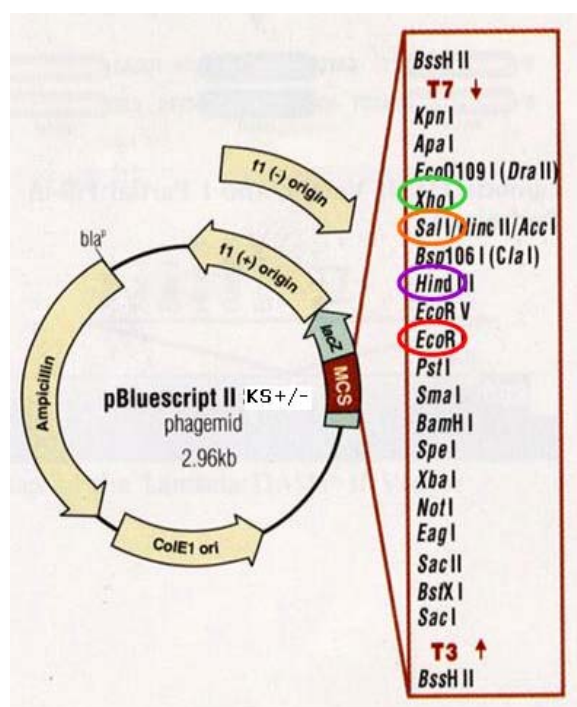 BssH II
T7 ↓
Kpn I
Apa I
EcoO109 I (Dra II)
Xho I
Sal I/Hinc II/Acc I
Bsp106 I (Cla I)
Hind III
EcoR V
EcoR I
Pst I
Sma I
BamH I
Spe I
Xba I
Not I
Eag I
Sac II
BstX I
Sac I
T3 ↑
BssH II
f1 (-) origin
f1 (+) origin
blaP
lacZ
MCS
Ampicillin
pBluescript II KS+/-
phagemid
2.96kb
ColE1 ori